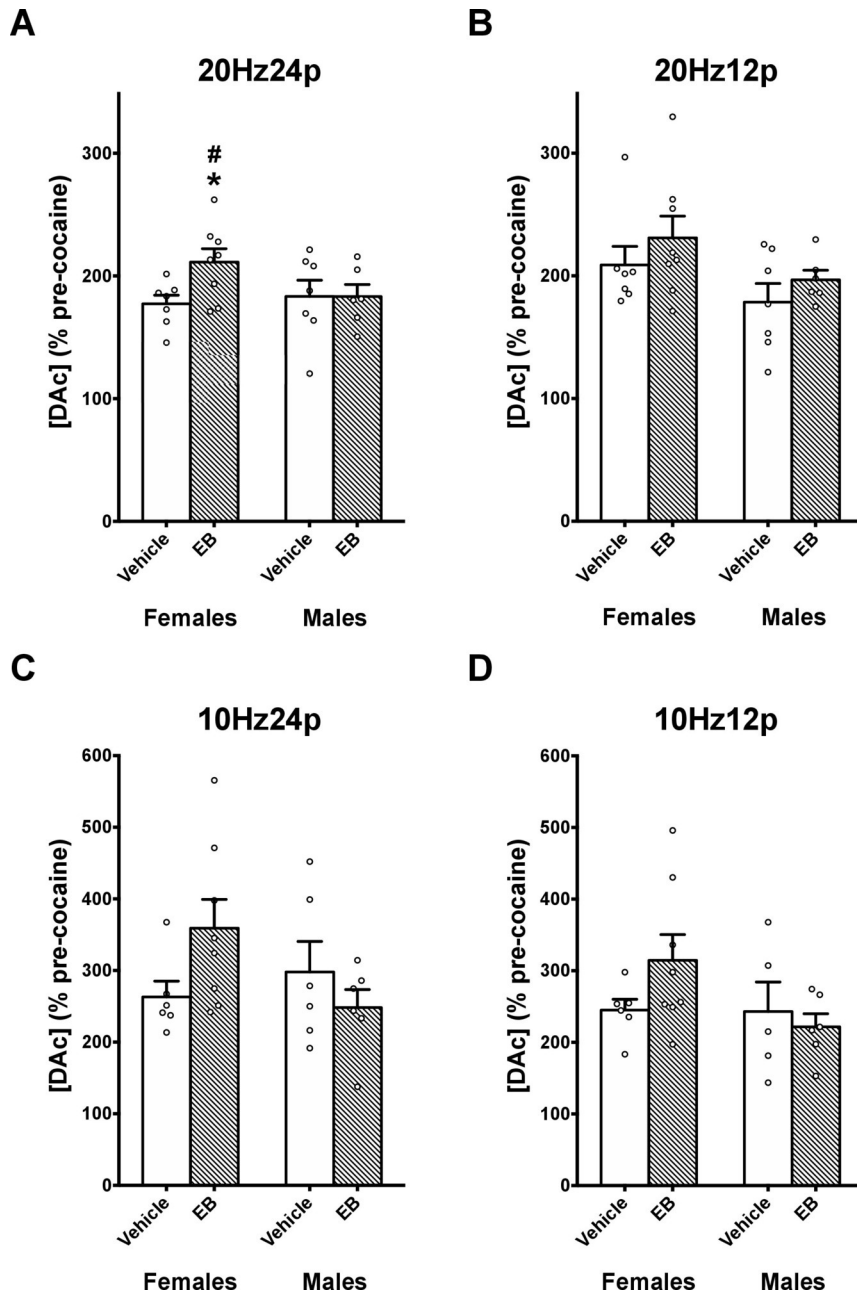 A
20Hz24p
[DAc] (% pre-cocaine)
300
200
100
0
#
*
Vehicle
EB
Vehicle
EB
Females
Males
B
20Hz12p
[DAc] (% pre-cocaine)
300
200
100
0
Vehicle
EB
Vehicle
EB
Females
Males
C
10Hz24p
[DAc] (% pre-cocaine)
600
500
400
300
200
100
0
Vehicle
EB
Vehicle
EB
Females
Males
D
10Hz12p
[DAc] (% pre-cocaine)
600
500
400
300
200
100
0
Vehicle
EB
Vehicle
EB
Females
Males